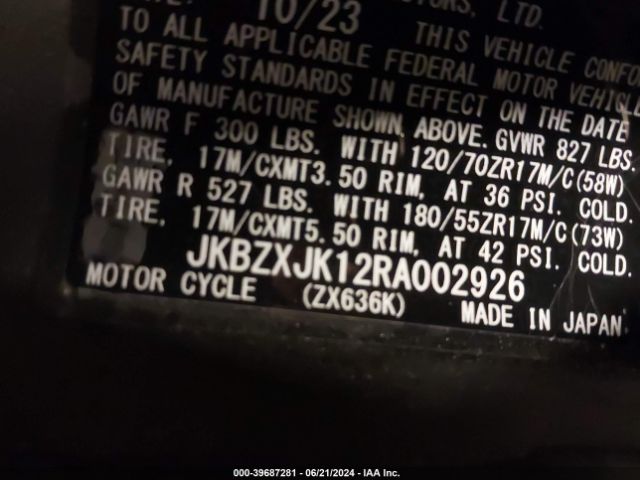 10/23 ORS, LTD.
THIS VEHICLE CONFO
TO ALL APPLICABLE FEDERAL MOTOR VEHICLE
SAFETY STANDARDS IN EFFECT ON THE DATE
OF MANUFACTURE SHOWN ABOVE. GVWR 827 LBS.
GAWR F 300 LBS. WITH 120/70ZR17M/C(58W)
TIRE, 17M/CXMT3.50 RIM, AT 36 PSI. COLD.
GAWR R 527 LBS. WITH 180/55ZR17M/C(73W)
TIRE, 17M/CXMT5.50 RIM, AT 42 PSI. COLD.
JKBZXJK12RA002926
MOTOR CYCLE (ZX636K) MADE IN JAPAN
000-39687281 - 06/21/2024 - IAA Inc.